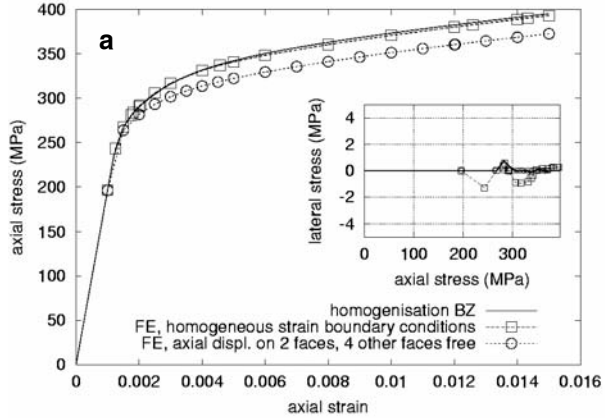 a
axial stress (MPa)
400
350
300
250
200
150
100
50
0
lateral stress (MPa)
4
2
0
-2
-4
0
100
200
300
axial stress (MPa)
homogenisation BZ
FE, homogeneous strain boundary conditions
FE, axial displ. on 2 faces, 4 other faces free
0 0.002 0.004 0.006 0.008 0.01 0.012 0.014 0.016
axial strain